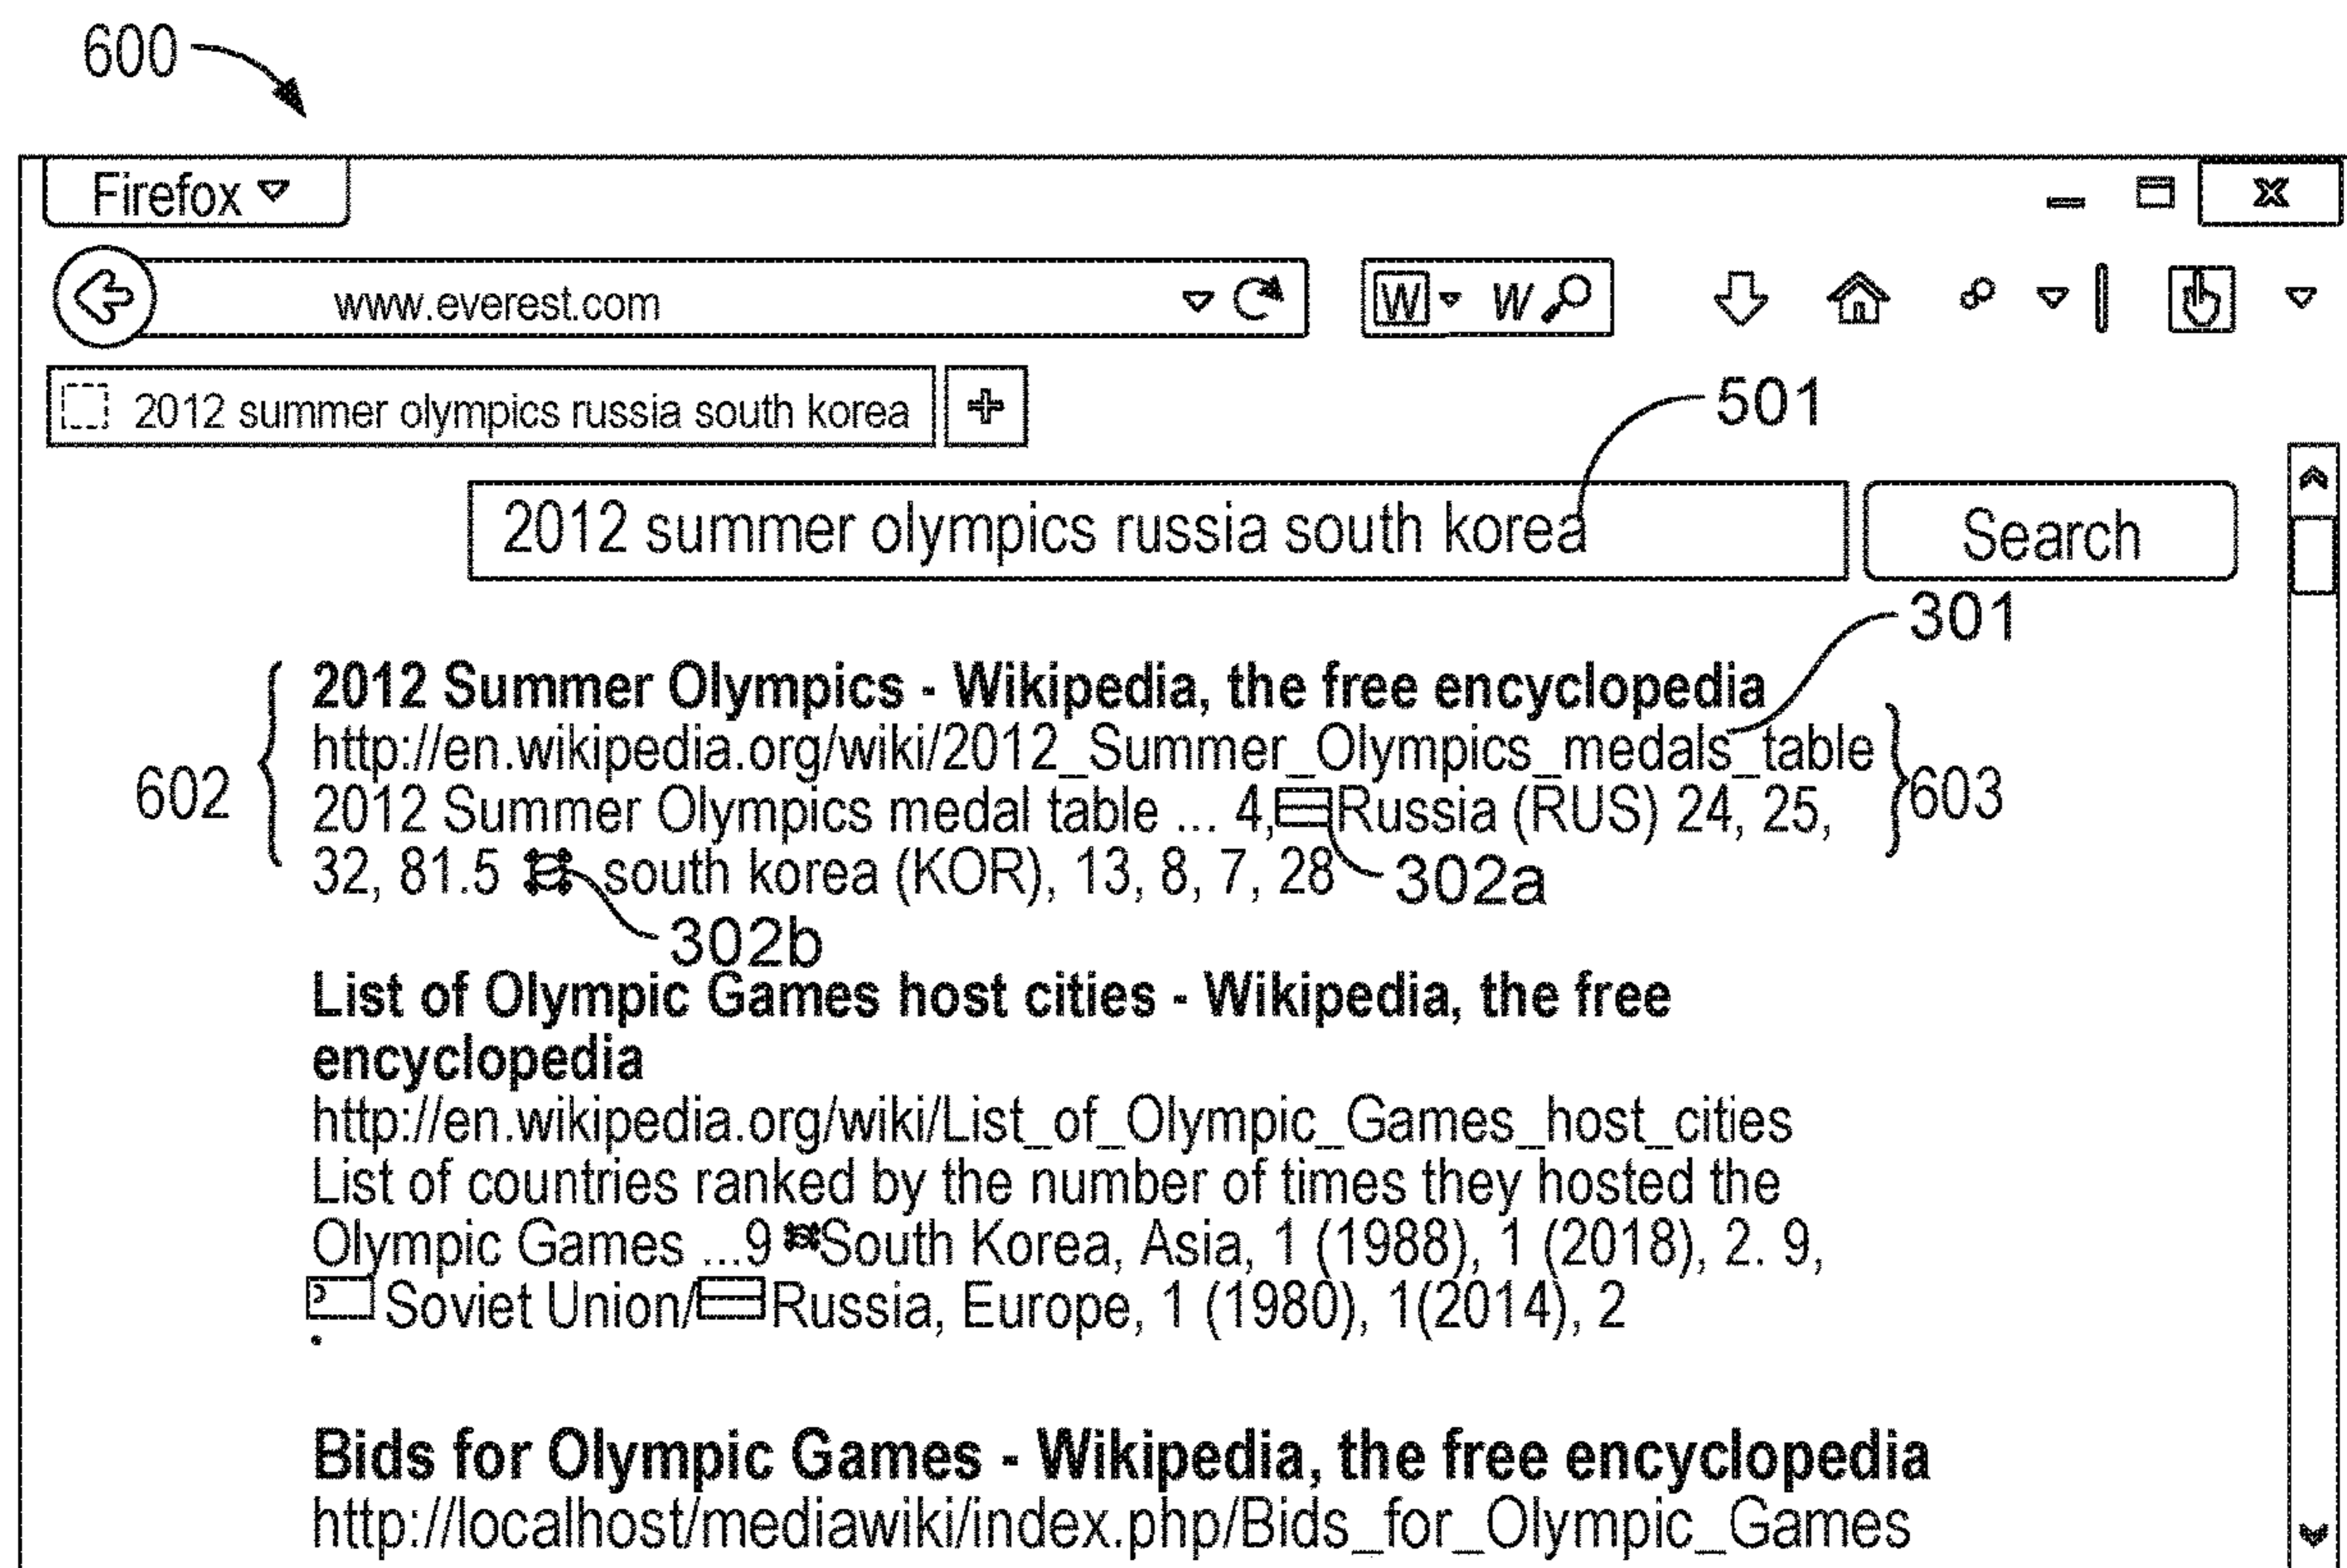 600
Firefox
X
www.everest.com
W W
2012 summer olympics russia south korea +
501
2012 summer olympics russia south korea Search
301
2012 Summer Olympics - Wikipedia, the free encyclopedia
http://en.wikipedia.org/wiki/2012_Summer_Olympics_medals_table
602 2012 Summer Olympics medal table ... 4, Russia (RUS) 24, 25, 603
32, 81.5 south korea (KOR), 13, 8, 7, 28 302a
302b
List of Olympic Games host cities - Wikipedia, the free
encyclopedia
http://en.wikipedia.org/wiki/List_of_Olympic_Games_host_cities
List of countries ranked by the number of times they hosted the
Olympic Games ...9 South Korea, Asia, 1 (1988), 1 (2018), 2. 9,
Soviet Union/ Russia, Europe, 1 (1980), 1(2014), 2
Bids for Olympic Games - Wikipedia, the free encyclopedia
http://localhost/mediawiki/index.php/Bids_for_Olympic_Games